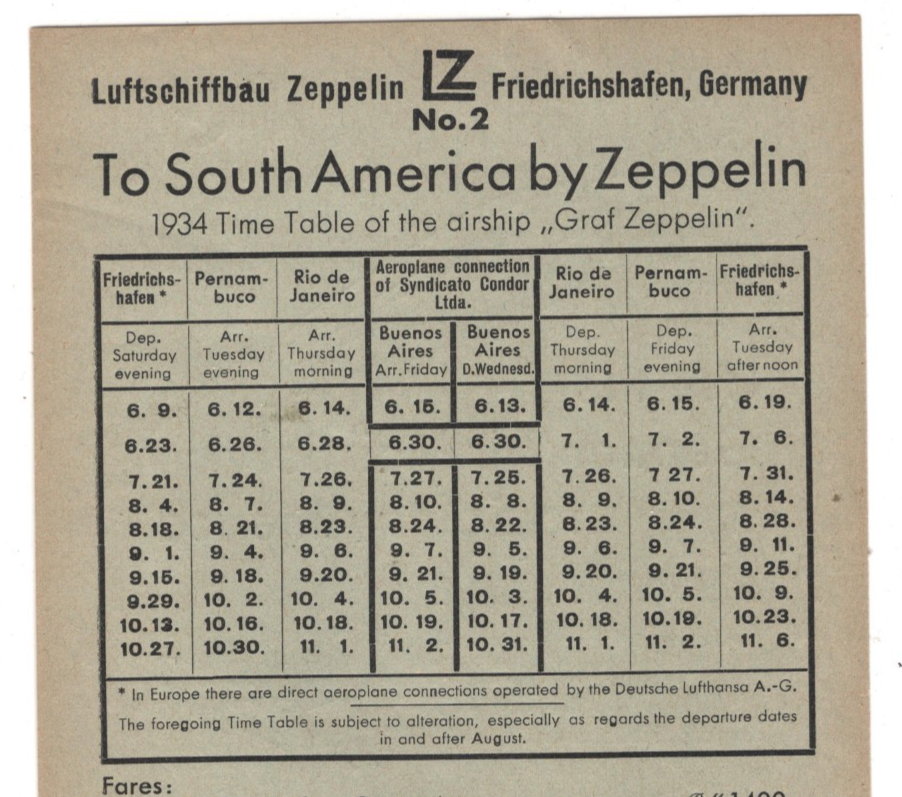 Luftschiffbau Zeppelin LZ Friedrichshafen, Germany
No. 2
To South America by Zeppelin
1934 Time Table of the airship „Graf Zeppelin“.
Friedrichs-hafen * Pernam-buco Rio de Janeiro Aeroplane connection of Syndicato Condor Ltda. Rio de Janeiro Pernam-buco Friedrichs-hafen *
Dep. Saturday evening Arr. Tuesday evening Arr. Thursday morning Buenos Aires Arr. Friday Buenos Aires D. Wednesd. Dep. Thursday morning Dep. Friday evening Arr. Tuesday afternoon
6. 9. 6. 12. 6. 14. 6. 15. 6. 13. 6. 14. 6. 15. 6. 19.
6.23. 6.26. 6.28. 6.30. 6.30. 7. 1. 7. 2. 7. 6.
7.21. 7.24. 7.26. 7.27. 7.25. 7.26. 7 27. 7. 31.
8. 4. 8. 7. 8. 9. 8.10. 8. 8. 8. 9. 8.10. 8.14.
8.18. 8.21. 8.23. 8.24. 8.22. 8.23. 8.24. 8.28.
9. 1. 9. 4. 9. 6. 9. 7. 9. 5. 9. 6. 9. 7. 9. 11.
9.15. 9.18. 9.20. 9. 21. 9. 19. 9.20. 9. 21. 9.25.
9.29. 10. 2. 10. 4. 10. 5. 10. 3. 10. 4. 10. 5. 10. 9.
10.13. 10.16. 10.18. 10. 19. 10.17. 10.18. 10.19. 10.23.
10.27. 10.30. 11. 1. 11. 2. 10.31. 11. 1. 11. 2. 11. 6.
* In Europe there are direct aeroplane connections operated by the Deutsche Lufthansa A.-G.
The foregoing Time Table is subject to alteration, especially as regards the departure dates
in and after August.
Fares: